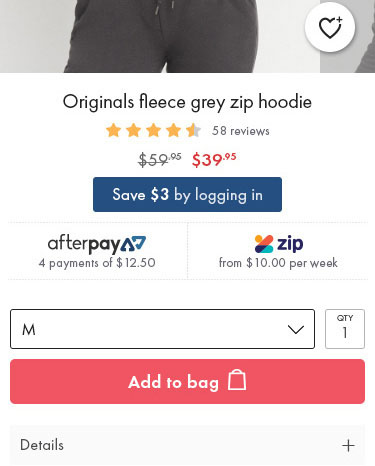 Originals fleece grey zip hoodie
58 reviews
$59.95 $39.95
Save $3 by logging in
afterpay
4 payments of $12.50
zip
from $10.00 per week
M
QTY
1
Add to bag
Details